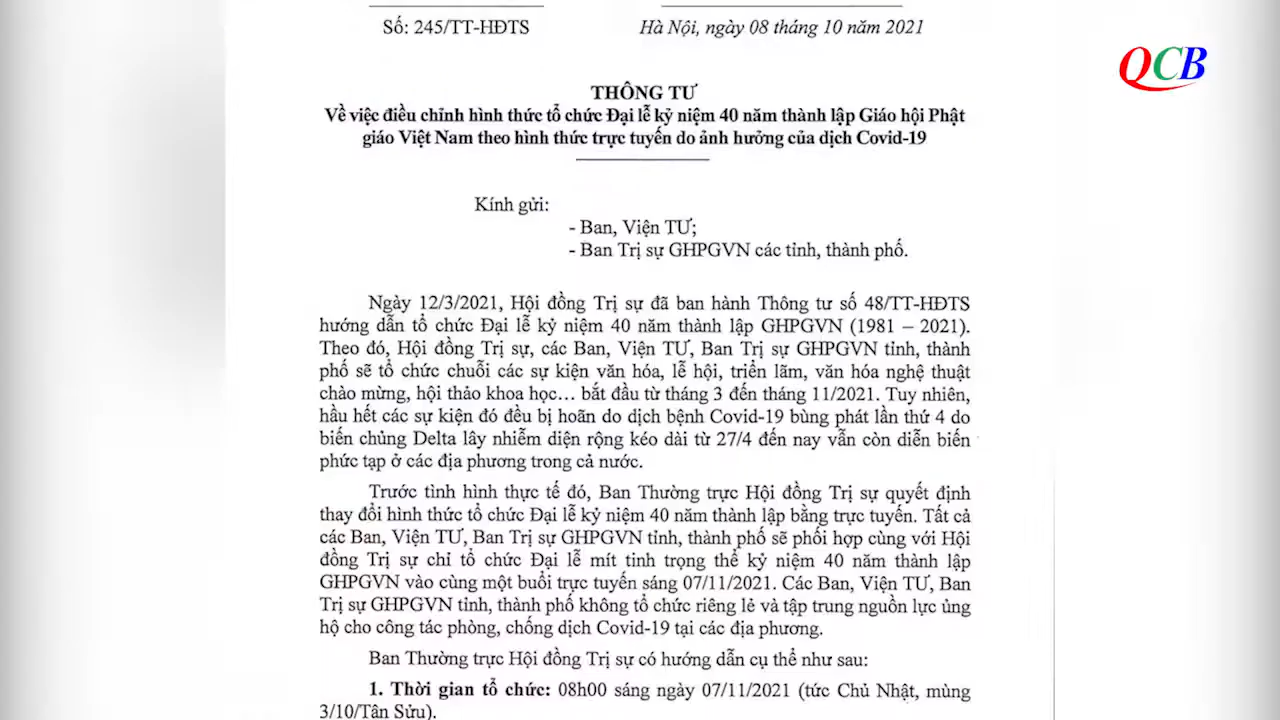 Số: 245/TT-HĐTS
Hà Nội, ngày 08 tháng 10 năm 2021
QCB
THÔNG TƯ
Về việc điều chỉnh hình thức tổ chức Đại lễ kỷ niệm 40 năm thành lập Giáo hội Phật
giáo Việt Nam theo hình thức trực tuyến do ảnh hưởng của dịch Covid-19
Kính gửi:
- Ban, Viện TƯ;
- Ban Trị sự GHPGVN các tỉnh, thành phố.
Ngày 12/3/2021, Hội đồng Trị sự đã ban hành Thông tư số 48/TT-HĐTS
hướng dẫn tổ chức Đại lễ kỷ niệm 40 năm thành lập GHPGVN (1981 – 2021).
Theo đó, Hội đồng Trị sự, các Ban, Viện TƯ, Ban Trị sự GHPGVN tỉnh, thành
phố sẽ tổ chức chuỗi các sự kiện văn hóa, lễ hội, triển lãm, văn hóa nghệ thuật
chào mừng, hội thảo khoa học… bắt đầu từ tháng 3 đến tháng 11/2021. Tuy nhiên,
hầu hết các sự kiện đó đều bị hoãn do dịch bệnh Covid-19 bùng phát lần thứ 4 do
biến chủng Delta lây nhiễm diện rộng kéo dài từ 27/4 đến nay vẫn còn diễn biến
phức tạp ở các địa phương trong cả nước.
Trước tình hình thực tế đó, Ban Thường trực Hội đồng Trị sự quyết định
thay đổi hình thức tổ chức Đại lễ kỷ niệm 40 năm thành lập bằng trực tuyến. Tất cả
các Ban, Viện TƯ, Ban Trị sự GHPGVN tỉnh, thành phố sẽ phối hợp cùng với Hội
đồng Trị sự chỉ tổ chức Đại lễ mít tinh trọng thể kỷ niệm 40 năm thành lập
GHPGVN vào cùng một buổi trực tuyến sáng 07/11/2021. Các Ban, Viện TƯ, Ban
Trị sự GHPGVN tỉnh, thành phố không tổ chức riêng lẻ và tập trung nguồn lực ủng
hộ cho công tác phòng, chống dịch Covid-19 tại các địa phương.
Ban Thường trực Hội đồng Trị sự có hướng dẫn cụ thể như sau:
1. Thời gian tổ chức: 08h00 sáng ngày 07/11/2021 (tức Chủ Nhật, mùng
3/10/Tân Sửu).